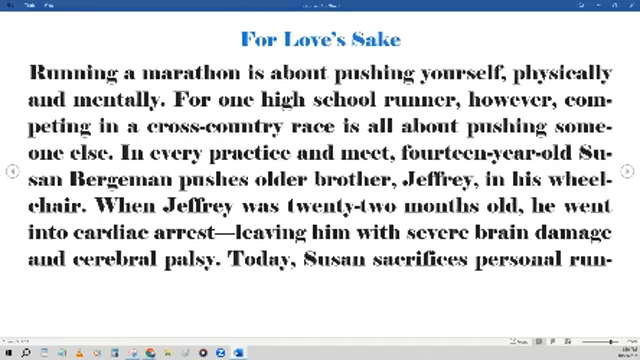 For Love's Sake
Running a marathon is about pushing yourself, physically
and mentally. For one high school runner, however, com-
peting in a cross-country race is all about pushing some-
one else. In every practice and meet, fourteen-year-old Su-
san Bergeman pushes older brother, Jeffrey, in his wheel-
chair. When Jeffrey was twenty-two months old, he went
into cardiac arrest—leaving him with severe brain damage
and cerebral palsy. Today, Susan sacrifices personal run-